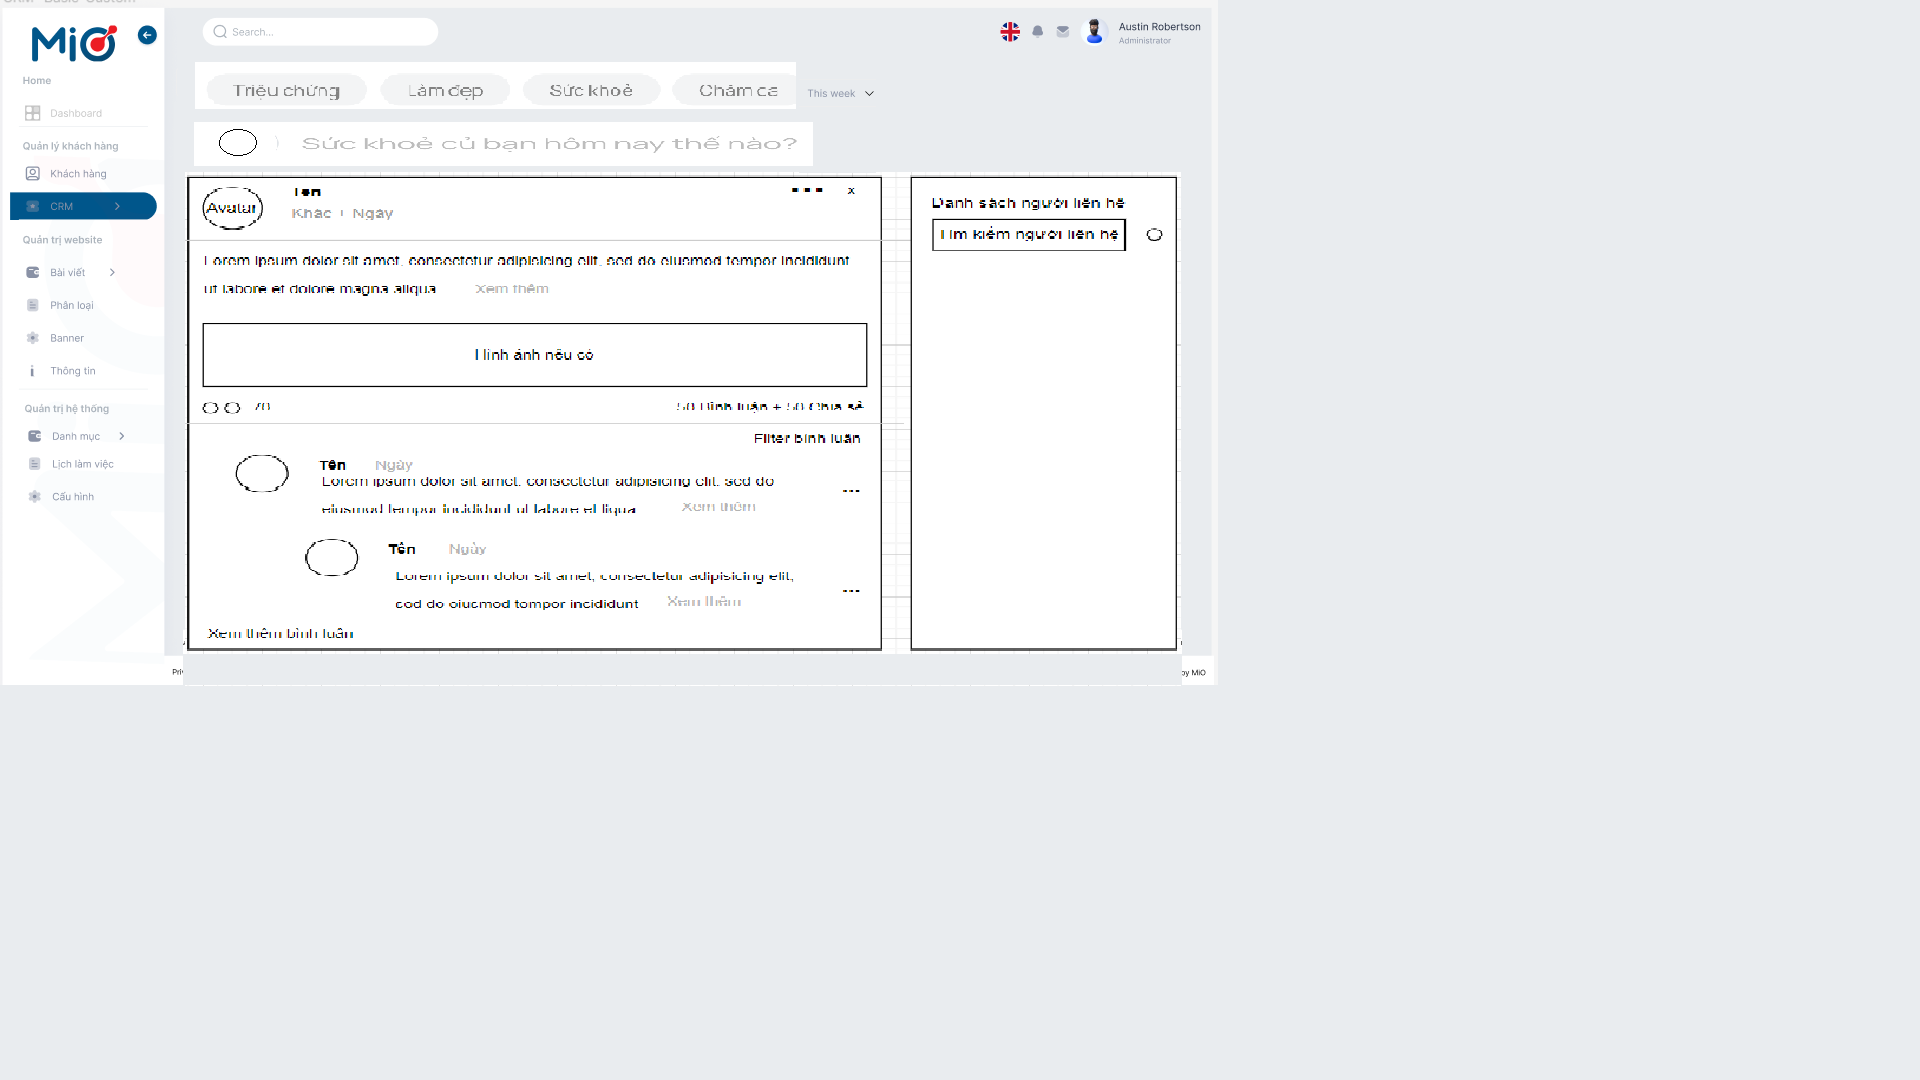 CRM - Basic Custom
MiO
Search...
Austin Robertson
Administrator
Home
Dashboard
Quản lý khách hàng
Khách hàng
CRM
Quản trị website
Bài viết
Phân loại
Banner
Thông tin
Quản trị hệ thống
Danh mục
Lịch làm việc
Cấu hình
Triệu chứng
Làm đẹp
Sức khoẻ
This week
Sức khoẻ củ bạn hôm nay thế nào?
Avatar
Tên
Khác + Ngày
x
Lorem ipsum dolor sit amet, consectetur adipisicing elit, sed do eiusmod tempor incididunt
ut labore et dolore magna aliqua Xem thêm
Hình ảnh nếu có
70
50 Bình luận + 50 Chia sẻ
Filter bình luân
Tên Ngày
Lorem ipsum dolor sit amet, consectetur adipisicing elit, sed do
eiusmod tempor incididunt ut labore et liqua Xem thêm
Tên Ngày
Lorem ipsum dolor sit amet, consectetur adipisicing elit,
sed do eiusmod tempor incididunt Xem thêm
Xem thêm bình luân
Danh sách người liên hệ
Tìm kiếm người liên hệ
by MiO